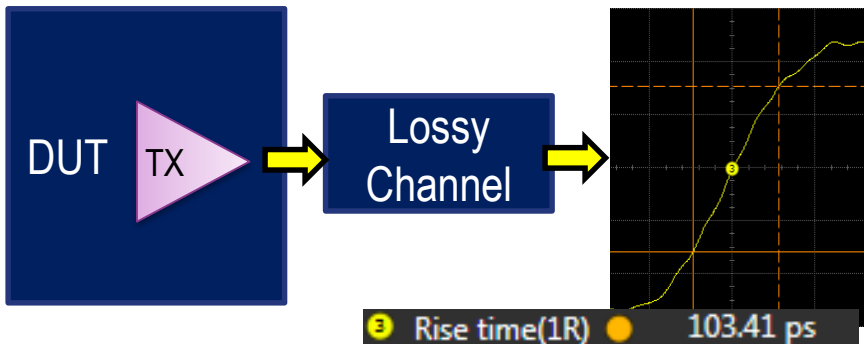 DUT
TX
Lossy
Channel
3
3 Rise time(1R) 103.41 ps